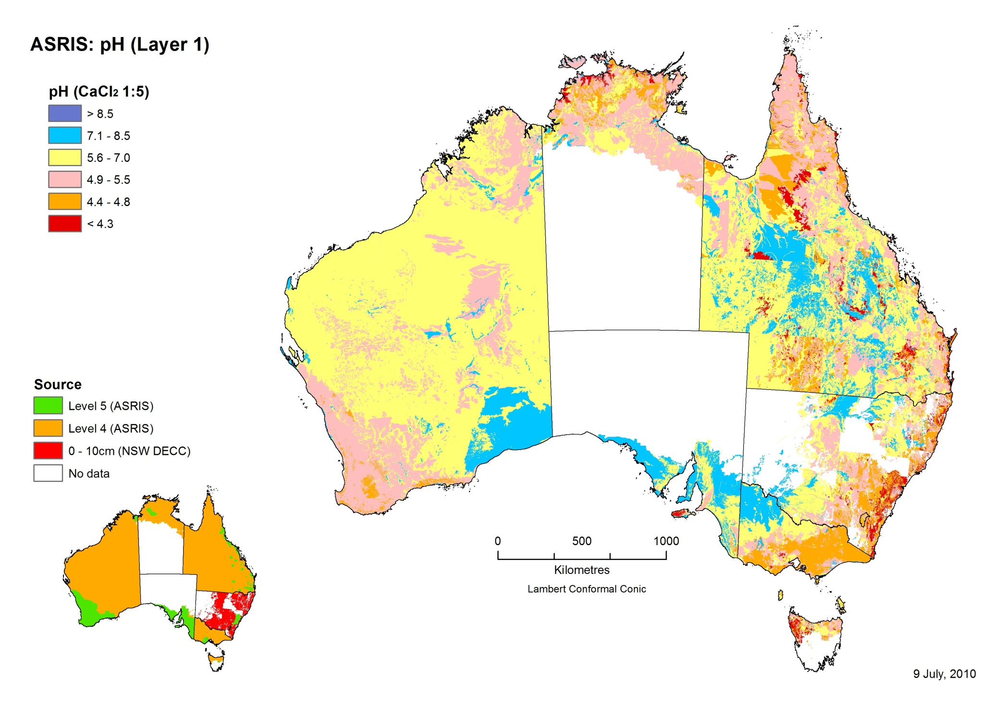 ASRIS: pH (Layer 1)
pH (CaCl₂ 1:5)
> 8.5
7.1 - 8.5
5.6 - 7.0
4.9 - 5.5
4.4 - 4.8
< 4.3
Source
Level 5 (ASRIS)
Level 4 (ASRIS)
0 - 10cm (NSW DECC)
No data
0 500 1000
Kilometres
Lambert Conformal Conic
9 July, 2010